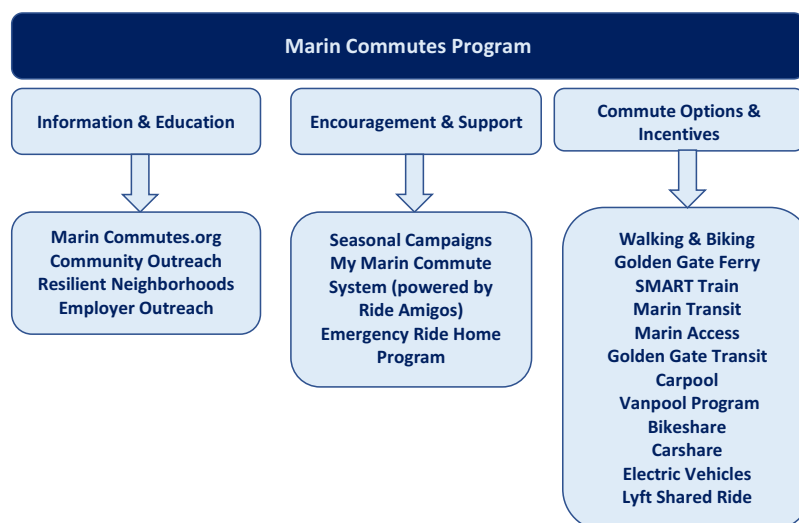 Marin Commutes Program
Information & Education
Marin Commutes.org
Community Outreach
Resilient Neighborhoods
Employer Outreach
Encouragement & Support
Seasonal Campaigns
My Marin Commute
System (powered by
Ride Amigos)
Emergency Ride Home
Program
Commute Options &
Incentives
Walking & Biking
Golden Gate Ferry
SMART Train
Marin Transit
Marin Access
Golden Gate Transit
Carpool
Vanpool Program
Bikeshare
Carshare
Electric Vehicles
Lyft Shared Ride